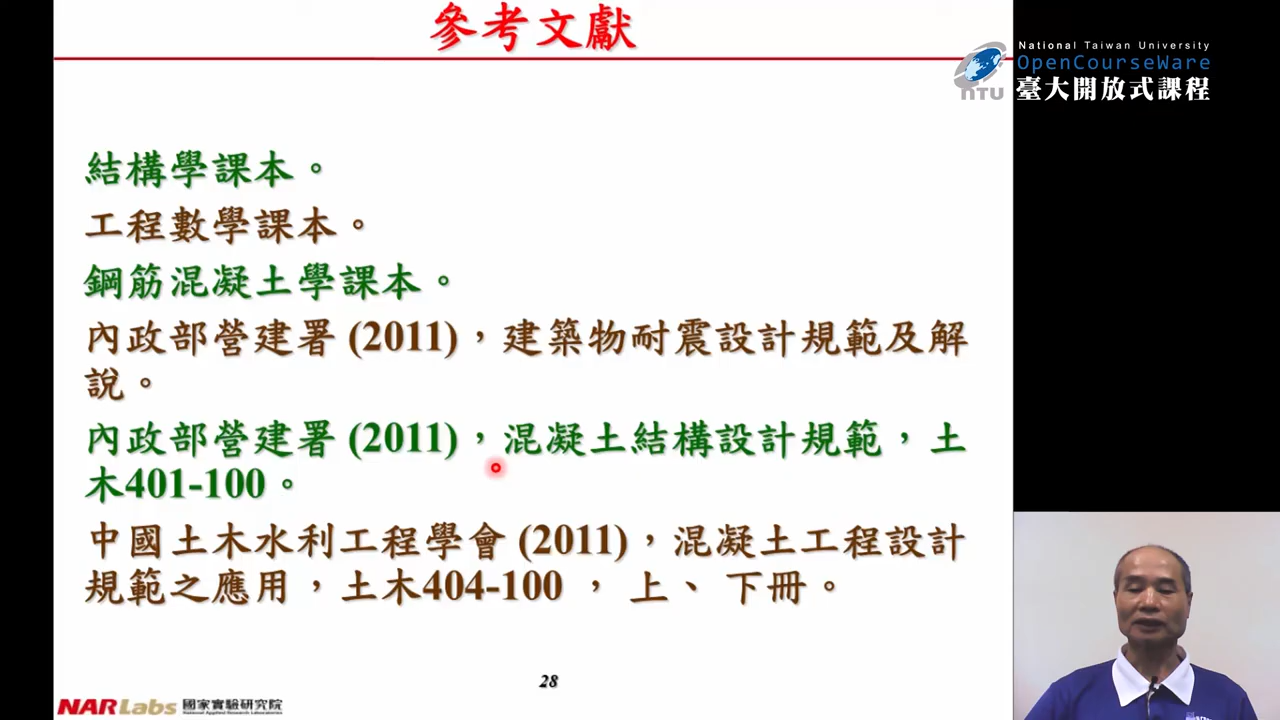 參考文獻
National Taiwan University
OpenCourseWare
NTU
臺大開放式課程
結構學課本。
工程數學課本。
鋼筋混凝土學課本。
內政部營建署 (2011),建築物耐震設計規範及解
說。
內政部營建署 (2011),混凝土結構設計規範,土
木401-100。
中國土木水利工程學會 (2011),混凝土工程設計
規範之應用,土木404-100 , 上、下冊。
28
NARLabs 國家實驗研究院
National Applied Research Laboratories